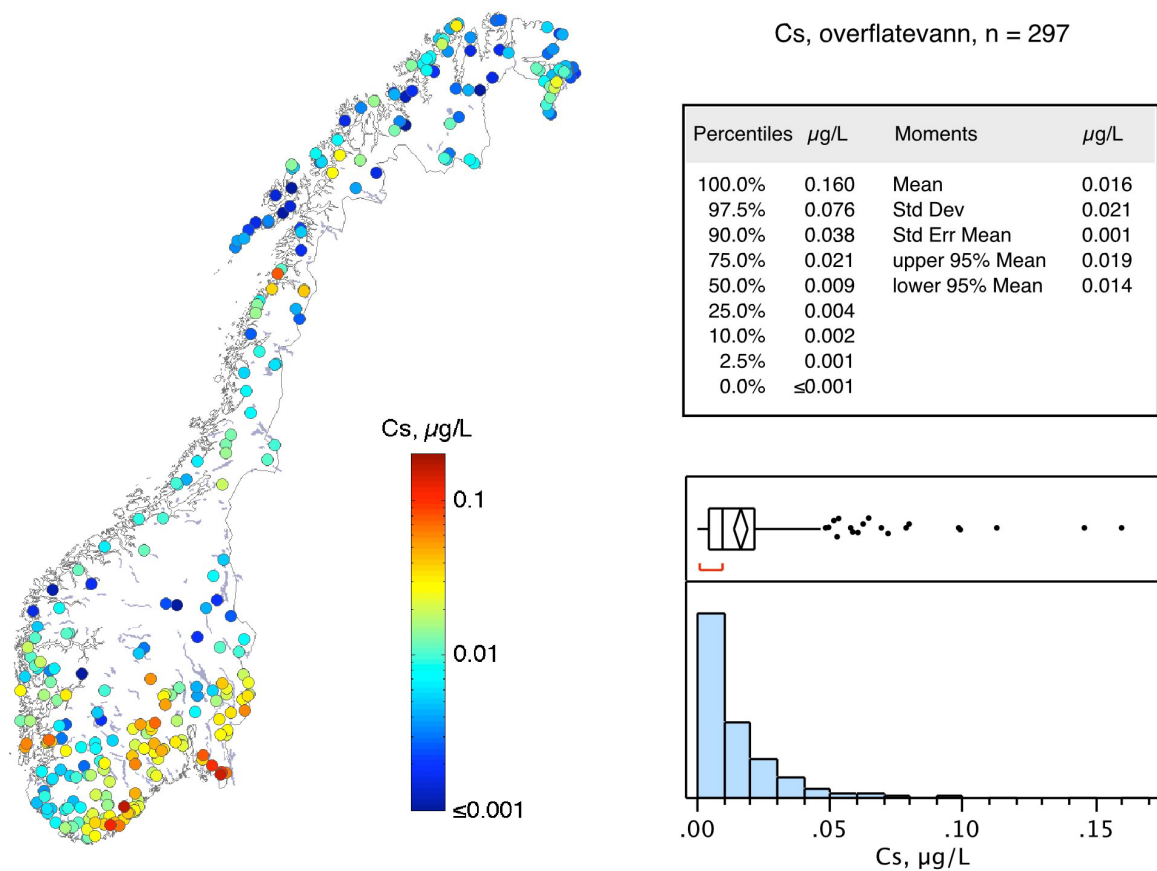 Cs, overflatevann, n = 297
Percentiles µg/L Moments µg/L
100.0% 0.160 Mean 0.016
97.5% 0.076 Std Dev 0.021
90.0% 0.038 Std Err Mean 0.001
75.0% 0.021 upper 95% Mean 0.019
50.0% 0.009 lower 95% Mean 0.014
25.0% 0.004
10.0% 0.002
2.5% 0.001
0.0% ≤0.001
Cs, µg/L
0.1
0.01
≤0.001
.00 .05 .10 .15
Cs, µg/L